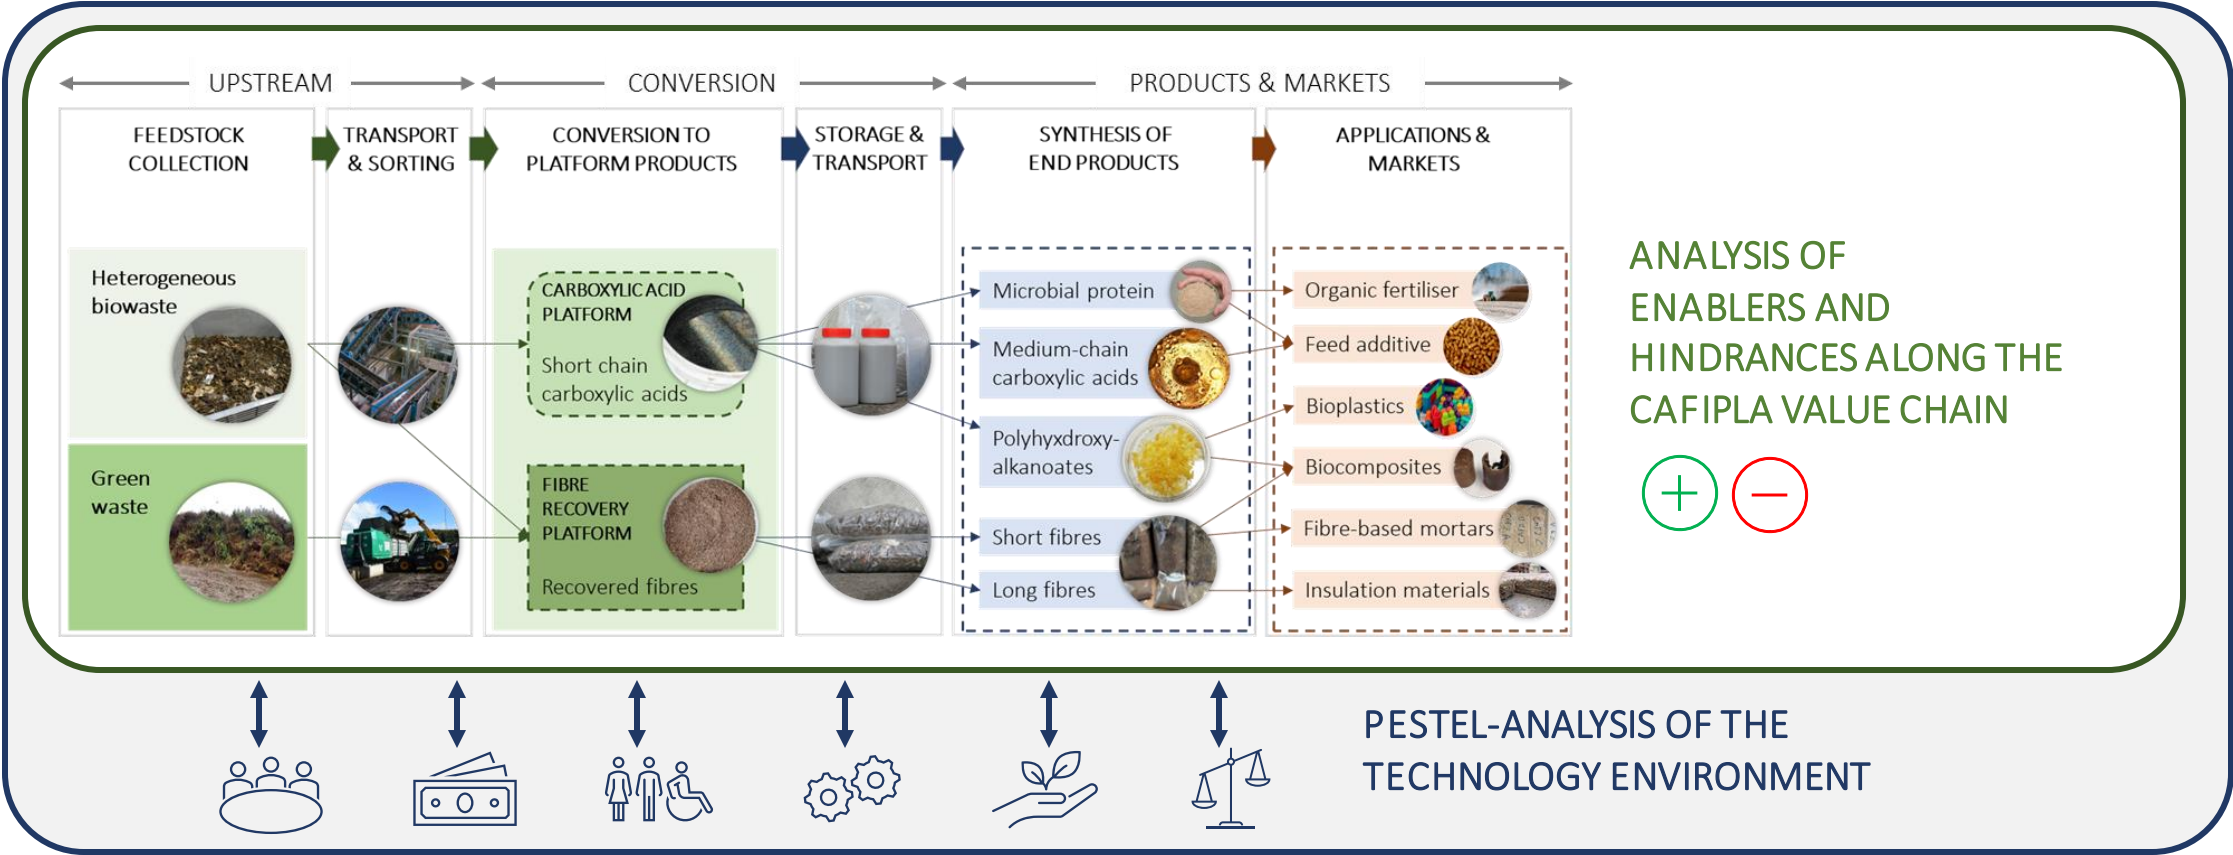 UPSTREAM
CONVERSION
PRODUCTS & MARKETS
FEEDSTOCK
COLLECTION
TRANSPORT
& SORTING
CONVERSION TO
PLATFORM PRODUCTS
STORAGE &
TRANSPORT
SYNTHESIS OF
END PRODUCTS
APPLICATIONS &
MARKETS
Heterogeneous
biowaste
Green
waste
CARBOXYLIC ACID
PLATFORM
Short chain
carboxylic acids
FIBRE
RECOVERY
PLATFORM
Recovered fibres
Microbial protein
Medium-chain
carboxylic acids
Polyhyxdroxy-
alkanoates
Short fibres
Long fibres
Organic fertiliser
Feed additive
Bioplastics
Biocomposites
Fibre-based mortars
Insulation materials
ANALYSIS OF
ENABLERS AND
HINDRANCES ALONG THE
CAFIPLA VALUE CHAIN
PESTEL-ANALYSIS OF THE
TECHNOLOGY ENVIRONMENT